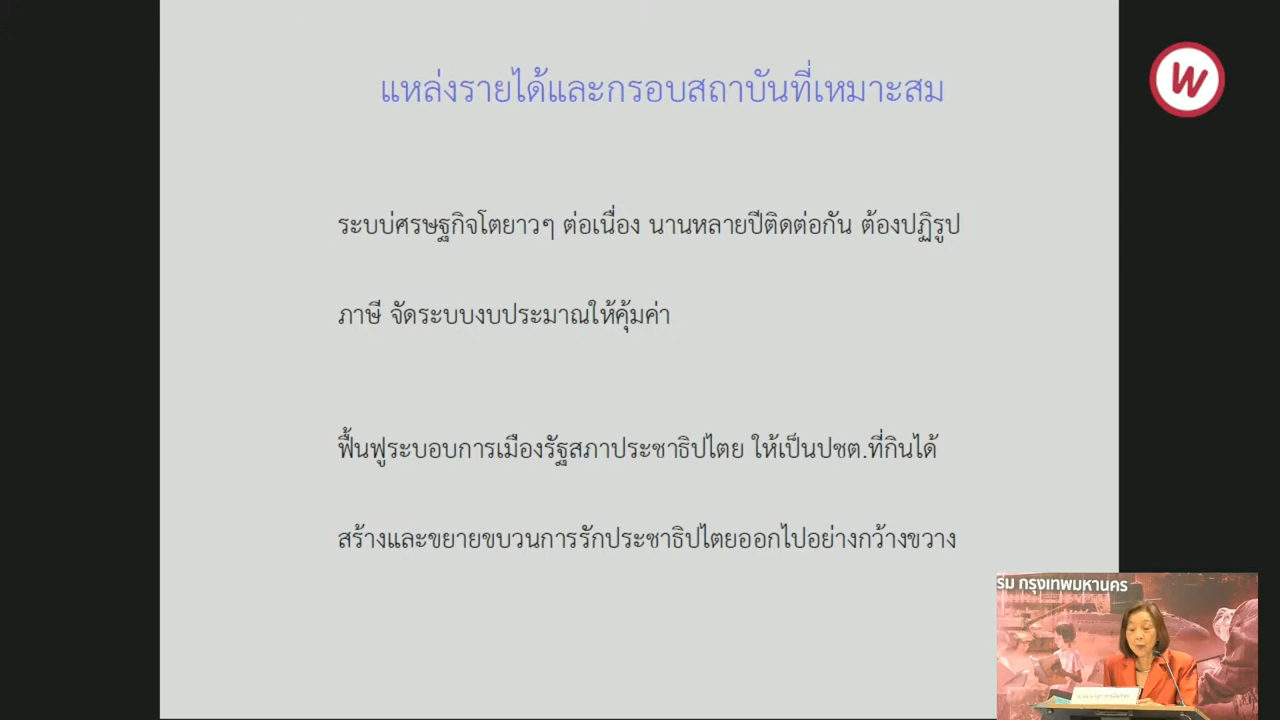 แหล่งรายได้และกรอบสถาบันที่เหมาะสม
W
ระบบ่ศรษฐกิจโตยาวๆ ต่อเนื่อง นานหลายปีติดต่อกัน ต้องปฏิรูป
ภาษี จัดระบบงบประมาณให้คุ้มค่า
ฟื้นฟูระบอบการเมืองรัฐสภาประชาธิปไตย ให้เป็นปชต.ที่กินได้
สร้างและขยายขบวนการรักประชาธิปไตยออกไปอย่างกว้างขวาง
รม กรุงเทพมหานคร